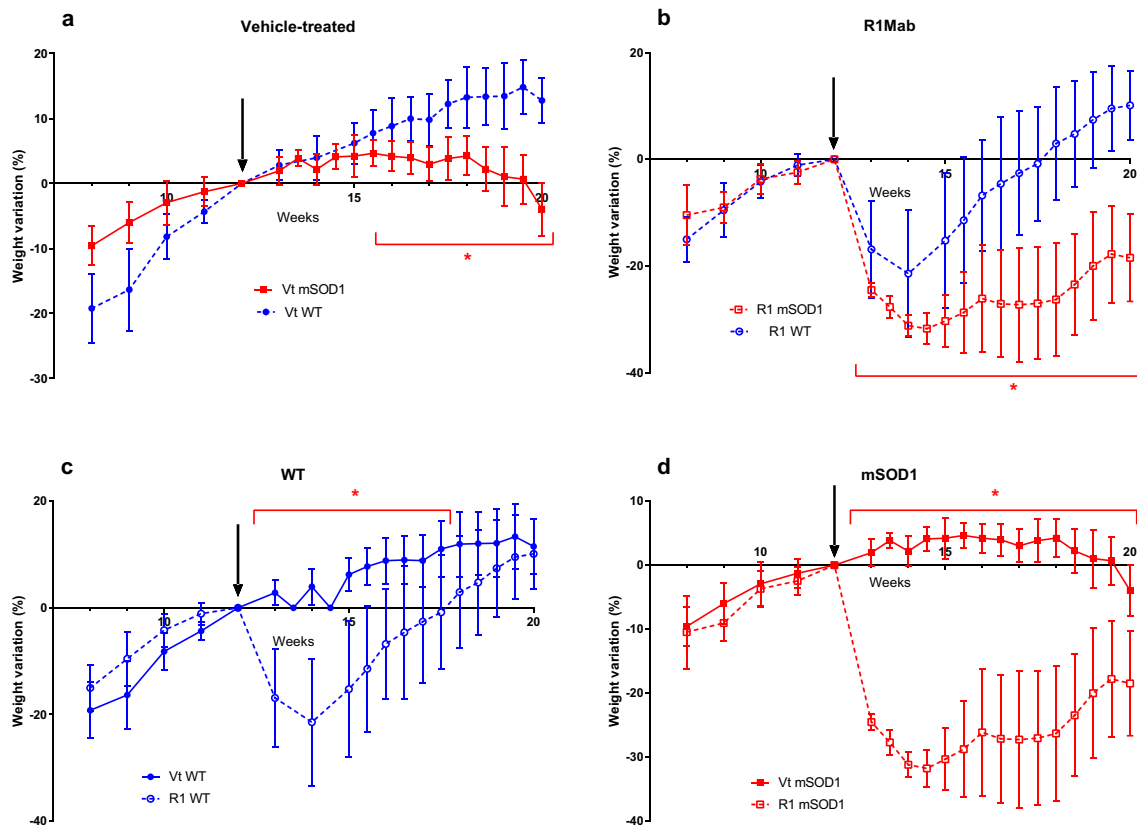 a
Vehicle-treated
20
10
0
-10
-20
-30
Weight variation (%)
10
15
20
Weeks
*
Vt mSOD1
Vt WT
b
R1Mab
20
0
-20
-40
Weight variation (%)
10
15
20
Weeks
R1 mSOD1
R1 WT
*
c
WT
20
0
-20
-40
Weight variation (%)
*
10
15
20
Weeks
Vt WT
R1 WT
d
mSOD1
10
0
-10
-20
-30
-40
Weight variation (%)
*
10
15
20
Weeks
Vt mSOD1
R1 mSOD1